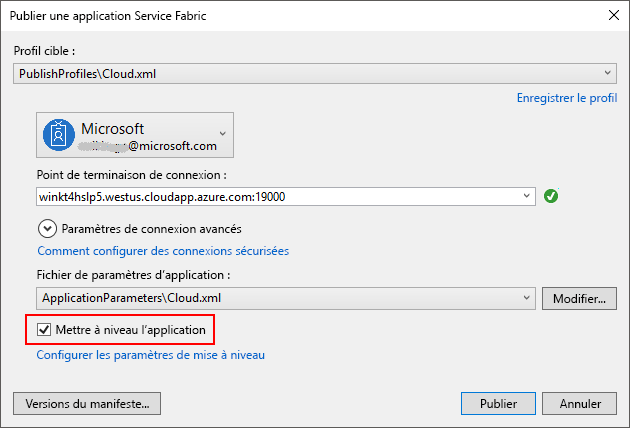 Publier une application Service Fabric
Profil cible :
PublishProfiles\Cloud.xml
Enregistrer le profil
Microsoft
@microsoft.com
Point de terminaison de connexion :
winkt4hslp5.westus.cloudapp.azure.com:19000
Paramètres de connexion avancés
Comment configurer des connexions sécurisées
Fichier de paramètres d’application :
ApplicationParameters\Cloud.xml
Modifier...
Mettre à niveau l’application
Configurer les paramètres de mise à niveau
Versions du manifeste...
Publier
Annuler